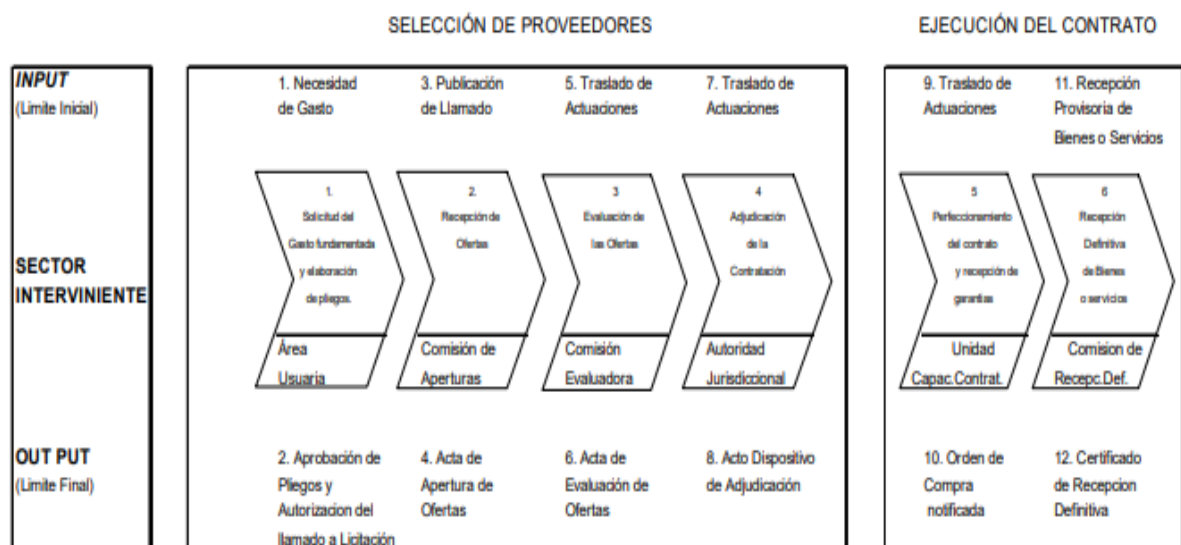 SELECCIÓN DE PROVEEDORES
EJECUCIÓN DEL CONTRATO
INPUT
(Limite Inicial)
1. Necesidad
de Gasto
3. Publicación
de Llamado
5. Traslado de
Actuaciones
7. Traslado de
Actuaciones
9. Traslado de
Actuaciones
11. Recepción
Provisoria de
Bienes o Servicios
SECTOR
INTERVINIENTE
1.
Solicitud del
Gasto fundamentada
y elaboración
de pliegos.
Área
Usuaria
2.
Recepción de
Ofertas
Comisión de
Aperturas
3
Evaluación de
las Ofertas
Comisión
Evaluadora
4
Adjudicación
de la
Contratación
Autoridad
Jurisdiccional
5
Perfeccionamiento
del contrato
y recepción de
garantías
Unidad
Capac.Contrat.
6
Recepción
Definitiva
de Bienes
o servicios
Comision de
Recepc.Def.
OUT PUT
(Limite Final)
2. Aprobación de
Pliegos y
Autorizacion del
llamado a Licitación
4. Acta de
Apertura de
Ofertas
6. Acta de
Evaluación de
Ofertas
8. Acto Dispositivo
de Adjudicación
10. Orden de
Compra
notificada
12. Certificado
de Recepcion
Definitiva